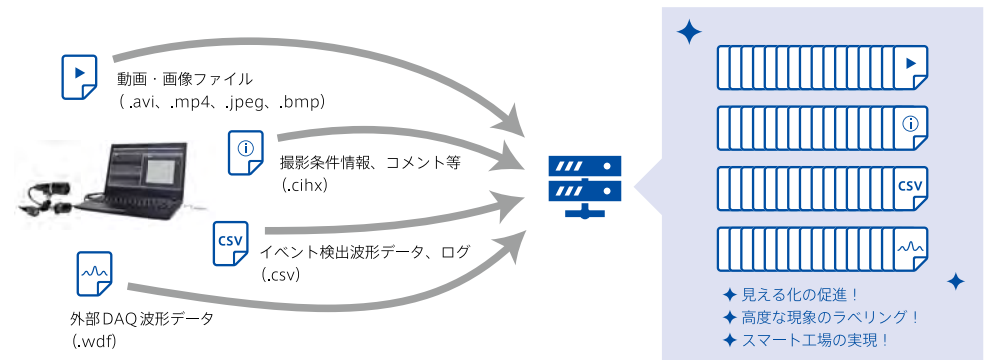 動画・画像ファイル
（.avi、.mp4、.jpeg、.bmp）
撮影条件情報、コメント等
（.cihx）
CSV
イベント検出波形データ、ログ
（.csv）
外部DAQ波形データ
（.wdf）
CSV
見える化の促進！
高度な現象のラベリング！
スマート工場の実現！